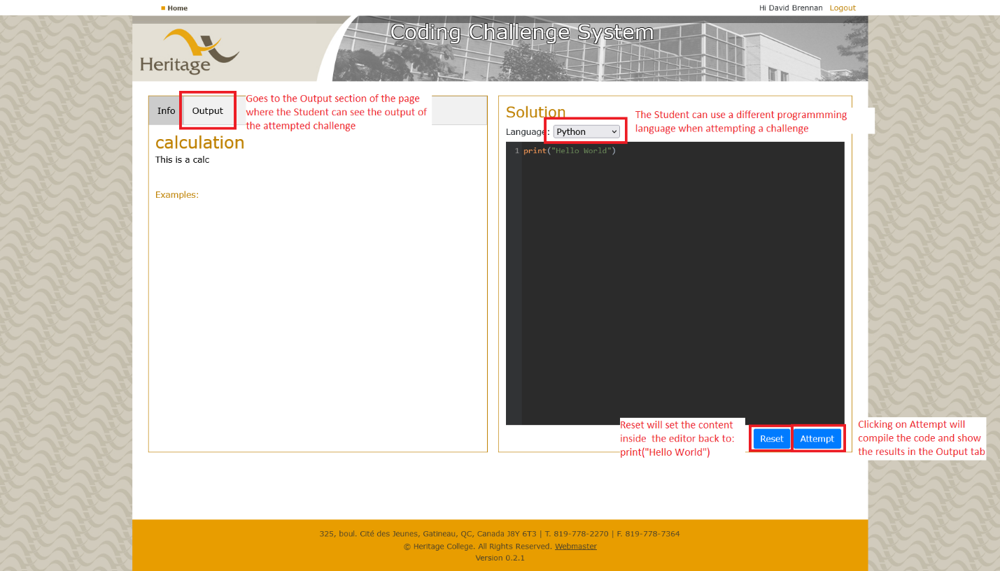 Home
Hi David Brennan Logout
Coding Challenge System
Heritage
Info
Output
Goes to the Output section of the page
where the Student can see the output of
the attempted challenge
calculation
This is a calc
Examples:
Solution
Language: Python
The Student can use a different programmming
language when attempting a challenge
1 print("Hello World")
Reset will set the content
inside the editor back to:
print("Hello World")
Reset
Attempt
Clicking on Attempt will
compile the code and show
the results in the Output tab
325, boul. Cité des Jeunes, Gatineau, QC, Canada J8Y 6T3 | T. 819-778-2270 | F. 819-778-7364
© Heritage College. All Rights Reserved. Webmaster
Version 0.2.1